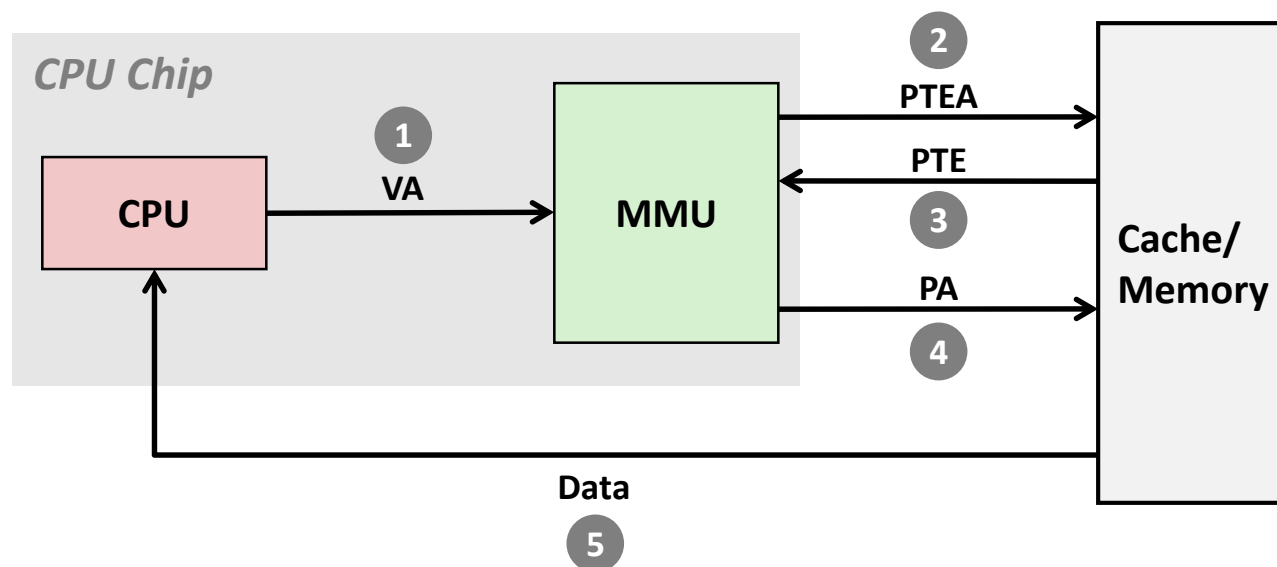 2
CPU Chip
PTEA
1
PTE
VA
CPU
MMU
3
Cache/
Memory
PA
4
Data
5